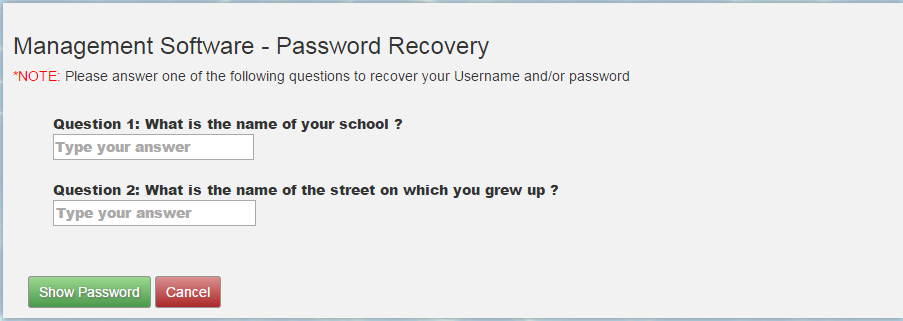 Management Software - Password Recovery
*NOTE: Please answer one of the following questions to recover your Username and/or password
Question 1: What is the name of your school ?
Type your answer
Question 2: What is the name of the street on which you grew up ?
Type your answer
Show Password Cancel